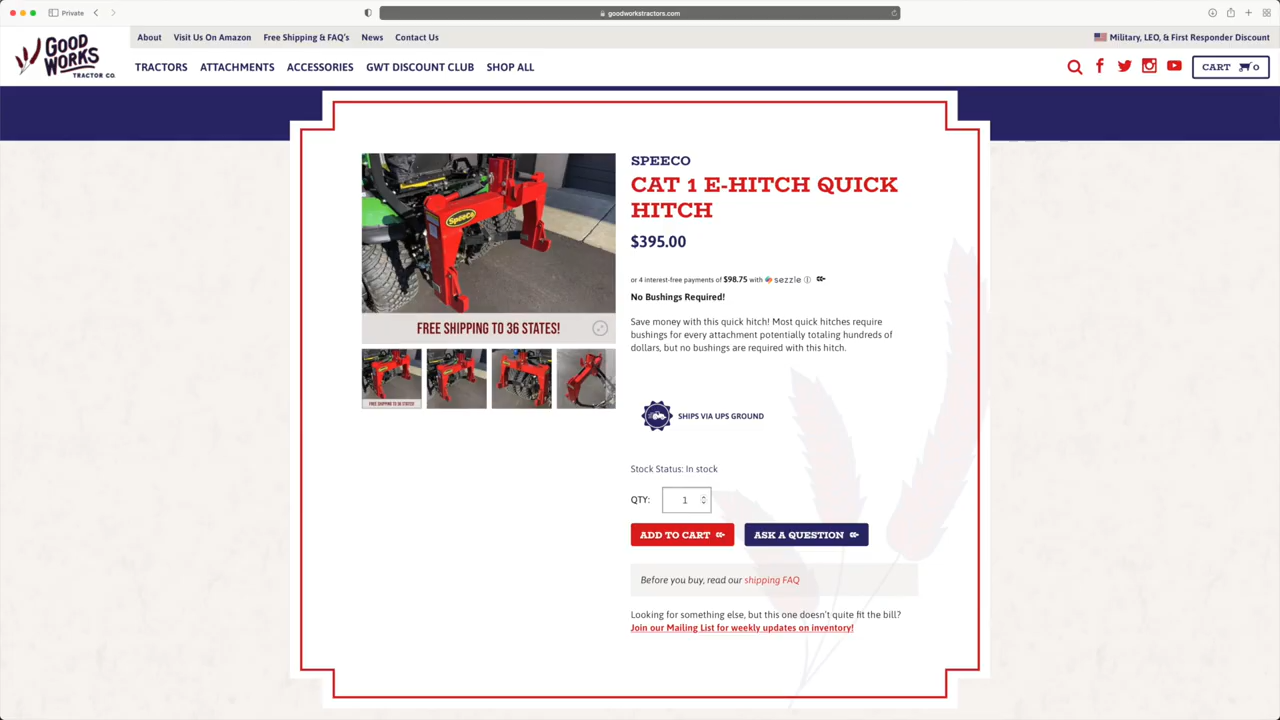 Private
goodworkstractors.com
GOOD
WORKS
TRACTOR CO.
About Visit Us On Amazon Free Shipping & FAQ's News Contact Us
Military, LEO, & First Responder Discount
TRACTORS ATTACHMENTS ACCESSORIES GWT DISCOUNT CLUB SHOP ALL
CART 0
SpeeCo
FREE SHIPPING TO 36 STATES!
FREE SHIPPING TO 36 STATES!
SPEECO
CAT 1 E-HITCH QUICK
HITCH
$395.00
or 4 interest-free payments of $98.75 with sezzle
No Bushings Required!
Save money with this quick hitch! Most quick hitches require
bushings for every attachment potentially totaling hundreds of
dollars, but no bushings are required with this hitch.
SHIPS VIA UPS GROUND
Stock Status: In stock
QTY: 1
ADD TO CART ASK A QUESTION
Before you buy, read our shipping FAQ
Looking for something else, but this one doesn't quite fit the bill?
Join our Mailing List for weekly updates on inventory!